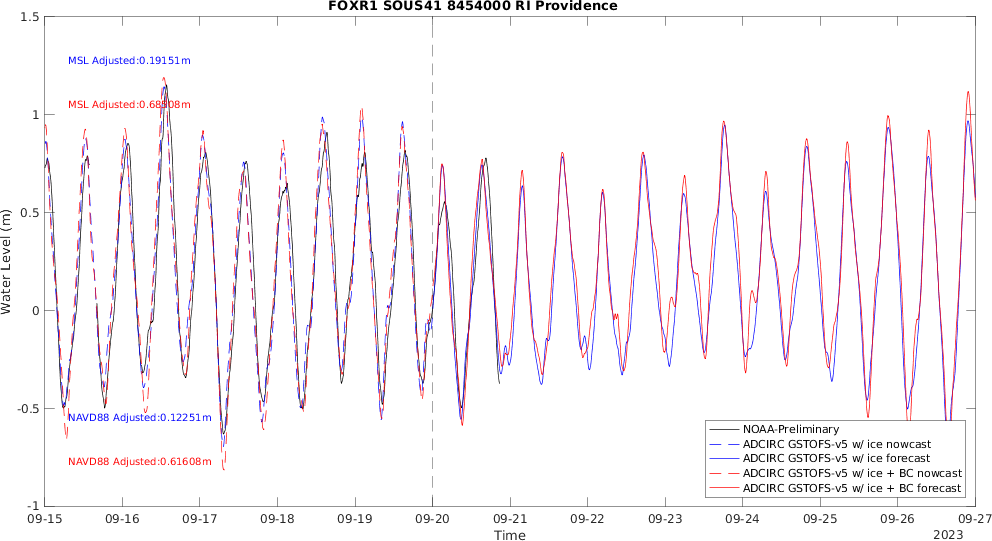 FOXR1 SOUS41 8454000 RI Providence
1.5
1
0.5
0
-0.5
-1
Water Level (m)
MSL Adjusted:0.19151m
MSL Adjusted:0.68508m
NAVD88 Adjusted:0.12251m
NAVD88 Adjusted:0.61608m
NOAA-Preliminary
ADCIRC GSTOFS-v5 w/ ice nowcast
ADCIRC GSTOFS-v5 w/ ice forecast
ADCIRC GSTOFS-v5 w/ ice + BC nowcast
ADCIRC GSTOFS-v5 w/ ice + BC forecast
09-15 09-16 09-17 09-18 09-19 09-20 09-21 09-22 09-23 09-24 09-25 09-26 09-27
Time
2023